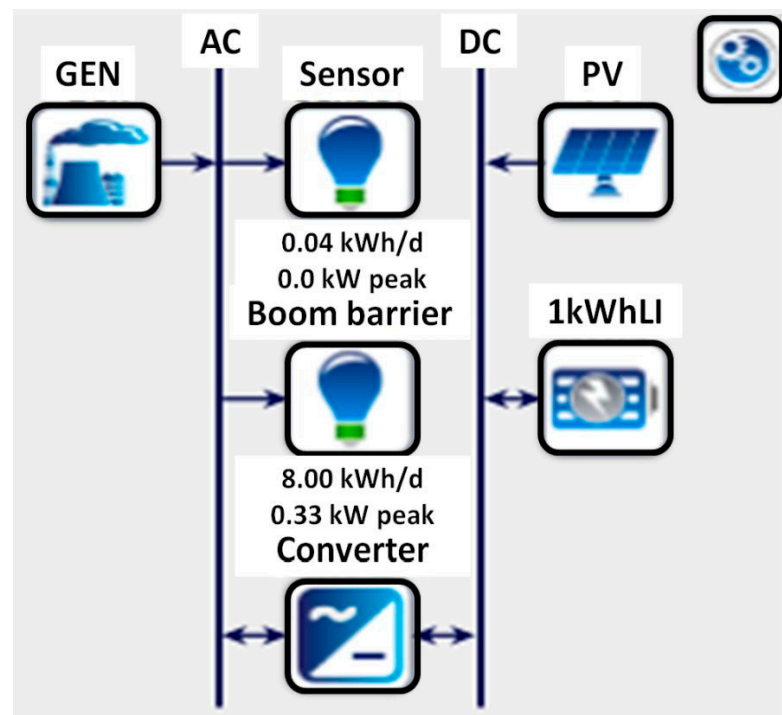 AC
DC
GEN
Sensor
PV
0.04 kWh/d
0.0 kW peak
Boom barrier
1kWhLI
8.00 kWh/d
0.33 kW peak
Converter